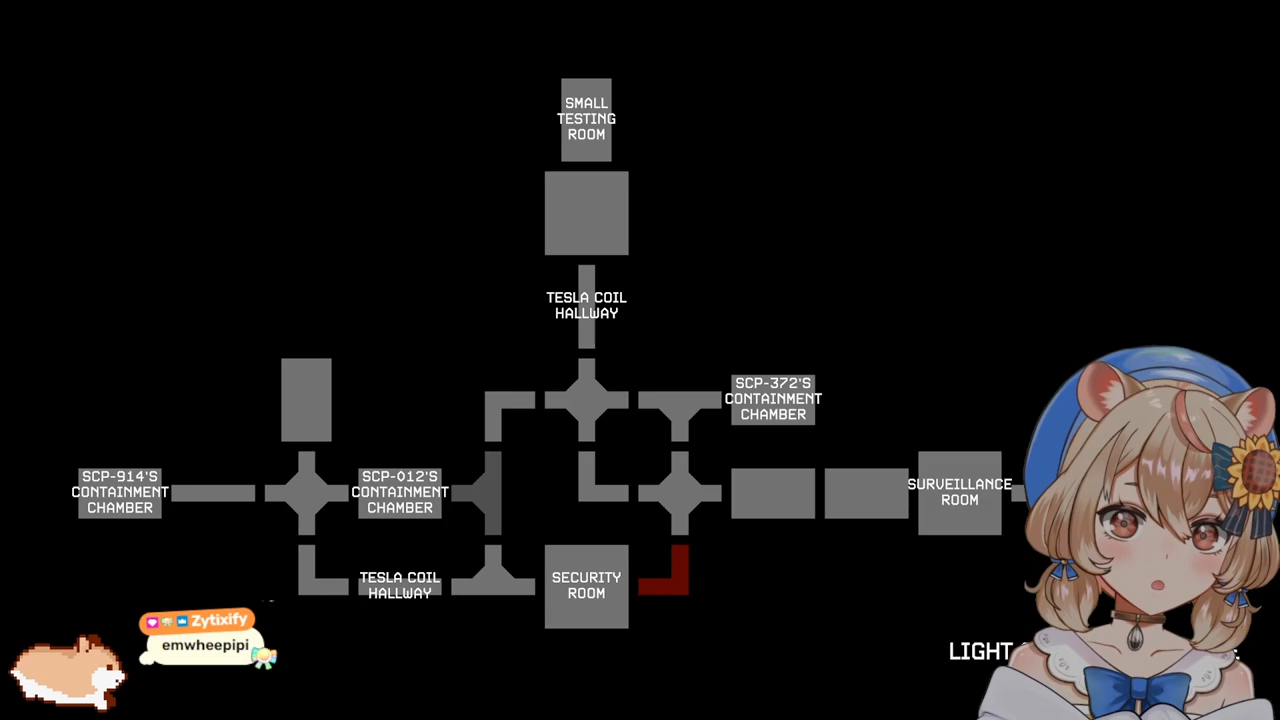 SMALL
TESTING
ROOM
TESLA COIL
HALLWAY
SCP-372'S
CONTAINMENT
CHAMBER
SCP-914'S
CONTAINMENT
CHAMBER
SCP-012'S
CONTAINMENT
CHAMBER
SURVEILLANCE
ROOM
TESLA COIL
HALLWAY
SECURITY
ROOM
Zytixify
emwheepipi
LIGHT